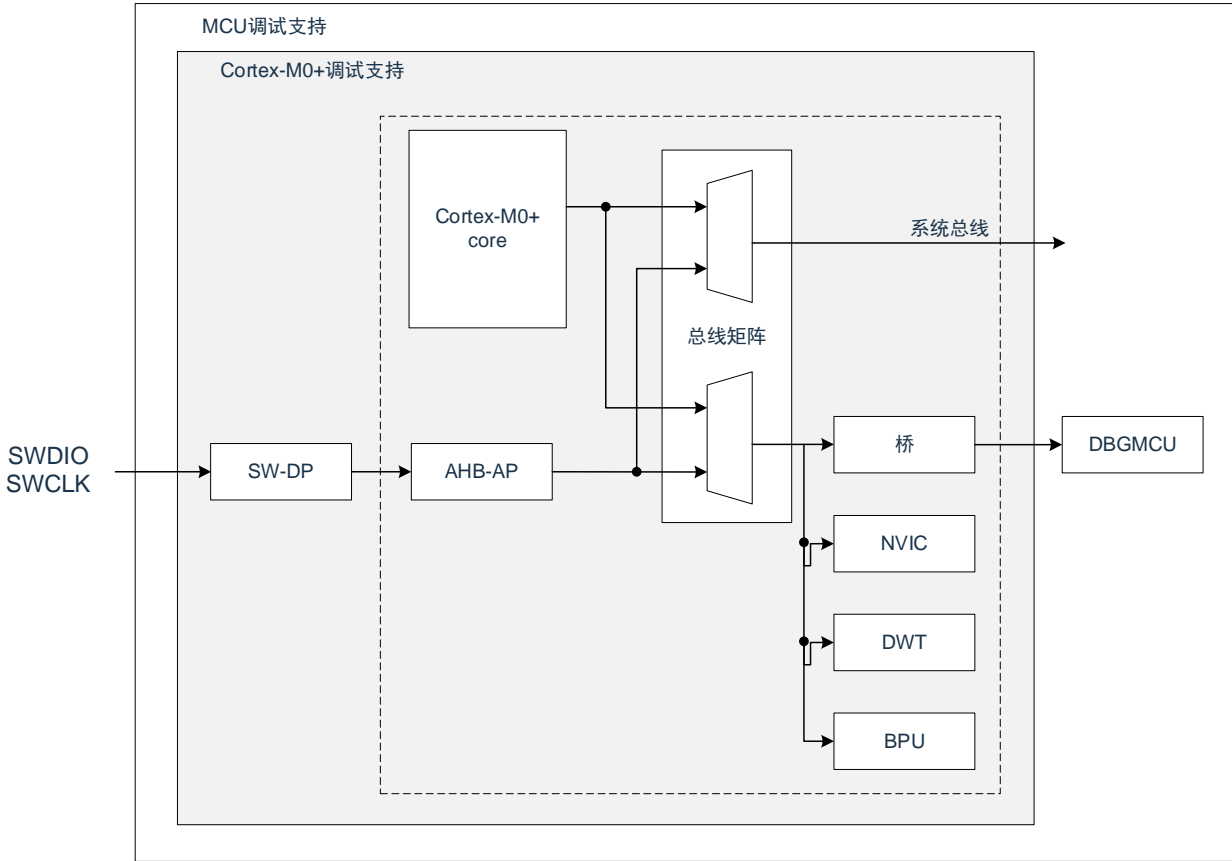 MCU调试支持
Cortex-M0+调试支持
Cortex-M0+
core
系统总线
总线矩阵
SWDIO
SWCLK
SW-DP
AHB-AP
桥
DBGMCU
NVIC
DWT
BPU